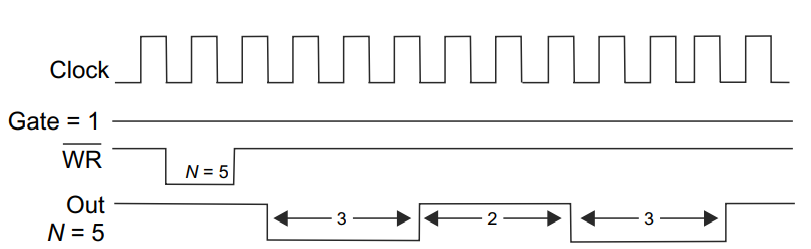 Clock
Gate = 1
WR
N = 5
Out
3
2
3
N = 5